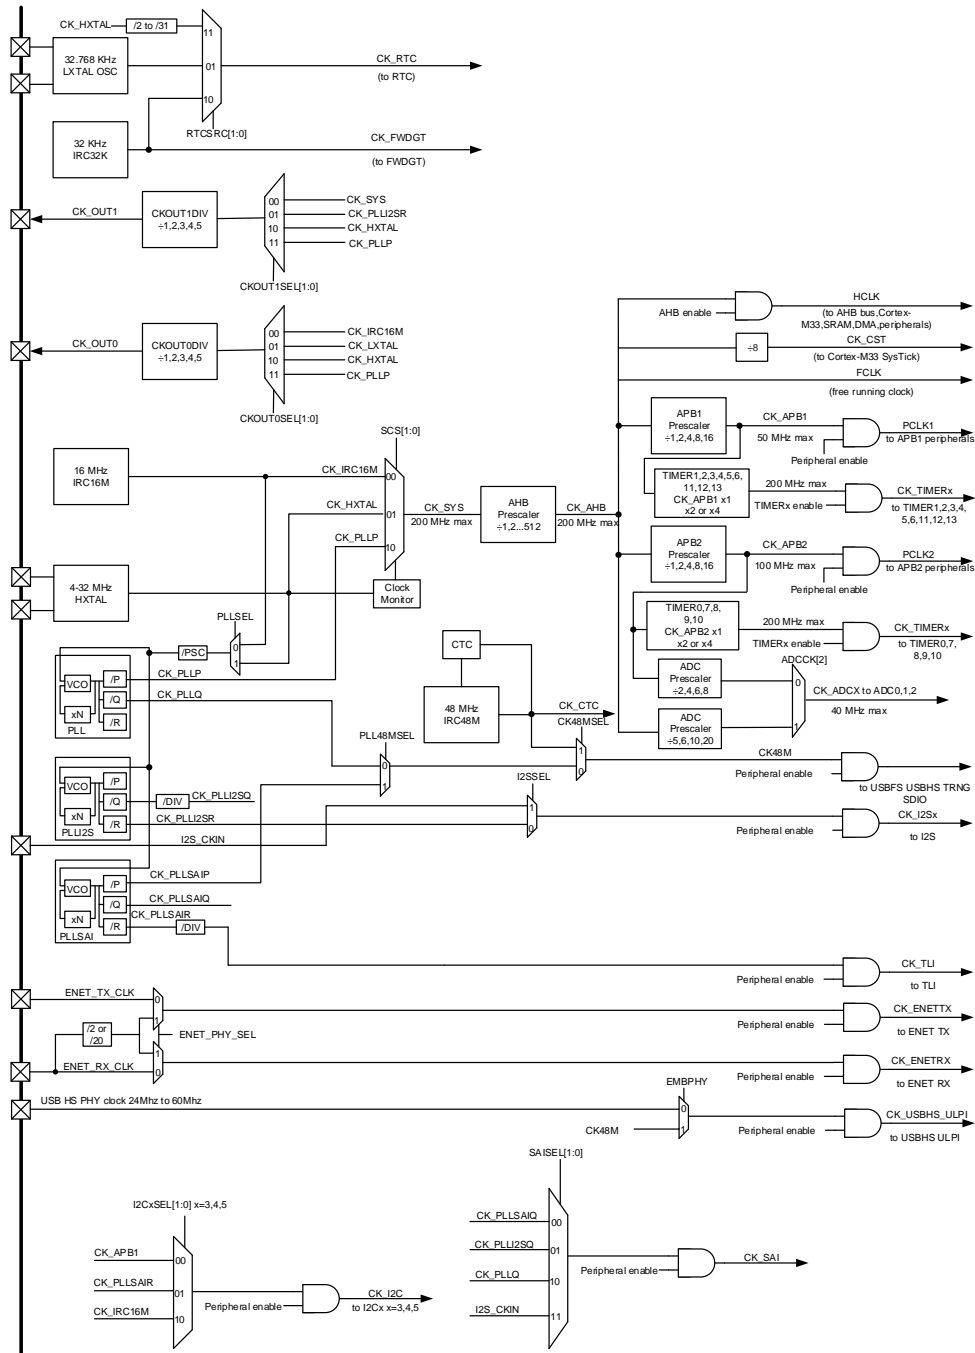 CK_HXTAL
/2 to /31
11
32.768 KHz
LXTAL OSC
01
CK_RTC
(to RTC)
10
RTCSRC[1:0]
32 KHz
IRC32K
CK_FWDGT
(to FWDGT)
CK_OUT1
CKOUT1DIV
÷1,2,3,4,5
00
01
10
11
CK_SYS
CK_PLLI2SR
CK_HXTAL
CK_PLLP
CKOUT1SEL[1:0]
CK_OUT0
CKOUT0DIV
÷1,2,3,4,5
00
01
10
11
CK_IRC16M
CK_LXTAL
CK_HXTAL
CK_PLLP
CKOUT0SEL[1:0]
AHB enable
HCLK
(to AHB bus,Cortex-
M33,SRAM,DMA,peripherals)
÷8
CK_CST
(to Cortex-M33 SysTick)
FCLK
(free running clock)
SCS[1:0]
16 MHz
IRC16M
CK_IRC16M
00
CK_HXTAL
01
CK_PLLP
10
CK_SYS
200 MHz max
AHB
Prescaler
÷1,2...512
CK_AHB
200 MHz max
APB1
Prescaler
÷1,2,4,8,16
CK_APB1
50 MHz max
Peripheral enable
PCLK1
to APB1 peripherals
TIMER1,2,3,4,5,6,
11,12,13
CK_APB1 x1
x2 or x4
200 MHz max
TIMERx enable
CK_TIMERx
to TIMER1,2,3,4,
5,6,11,12,13
APB2
Prescaler
÷1,2,4,8,16
CK_APB2
100 MHz max
Peripheral enable
PCLK2
to APB2 peripherals
4-32 MHz
HXTAL
Clock
Monitor
TIMER0,7,8,
9,10
CK_APB2 x1
x2 or x4
200 MHz max
TIMERx enable
CK_TIMERx
to TIMER0,7,
8,9,10
PLLSEL
/PSC
0
1
CTC
48 MHz
IRC48M
CK_CTC
CK48MSEL
ADC
Prescaler
÷2,4,6,8
ADC
Prescaler
÷5,6,10,20
ADCCK[2]
0
1
CK_ADCX to ADC0,1,2
40 MHz max
VCO
xN
/P
/Q
/R
PLL
CK_PLLP
CK_PLLQ
PLL48MSEL
0
1
1
0
CK48M
Peripheral enable
to USBFS USBHS TRNG
SDIO
VCO
xN
/P
/Q
/R
PLLI2S
/DIV
CK_PLLI2SQ
CK_PLLI2SR
I2S_CKIN
I2SSEL
1
0
Peripheral enable
CK_I2Sx
to I2S
VCO
xN
/P
/Q
/R
PLLSAI
CK_PLLSAIP
CK_PLLSAIQ
CK_PLLSAIR
/DIV
Peripheral enable
CK_TLI
to TLI
ENET_TX_CLK
0
1
/2 or
/20
ENET_PHY_SEL
Peripheral enable
CK_ENETTX
to ENET TX
ENET_RX_CLK
1
0
Peripheral enable
CK_ENETRX
to ENET RX
USB HS PHY clock 24Mhz to 60Mhz
EMBPHY
0
1
CK48M
Peripheral enable
CK_USBHS_ULPI
to USBHS ULPI
I2CxSEL[1:0] x=3,4,5
CK_APB1
00
CK_PLLSAIR
01
CK_IRC16M
10
Peripheral enable
CK_I2C
to I2Cx x=3,4,5
SAISEL[1:0]
CK_PLLSAIQ
00
CK_PLLI2SQ
01
CK_PLLQ
10
I2S_CKIN
11
Peripheral enable
CK_SAI